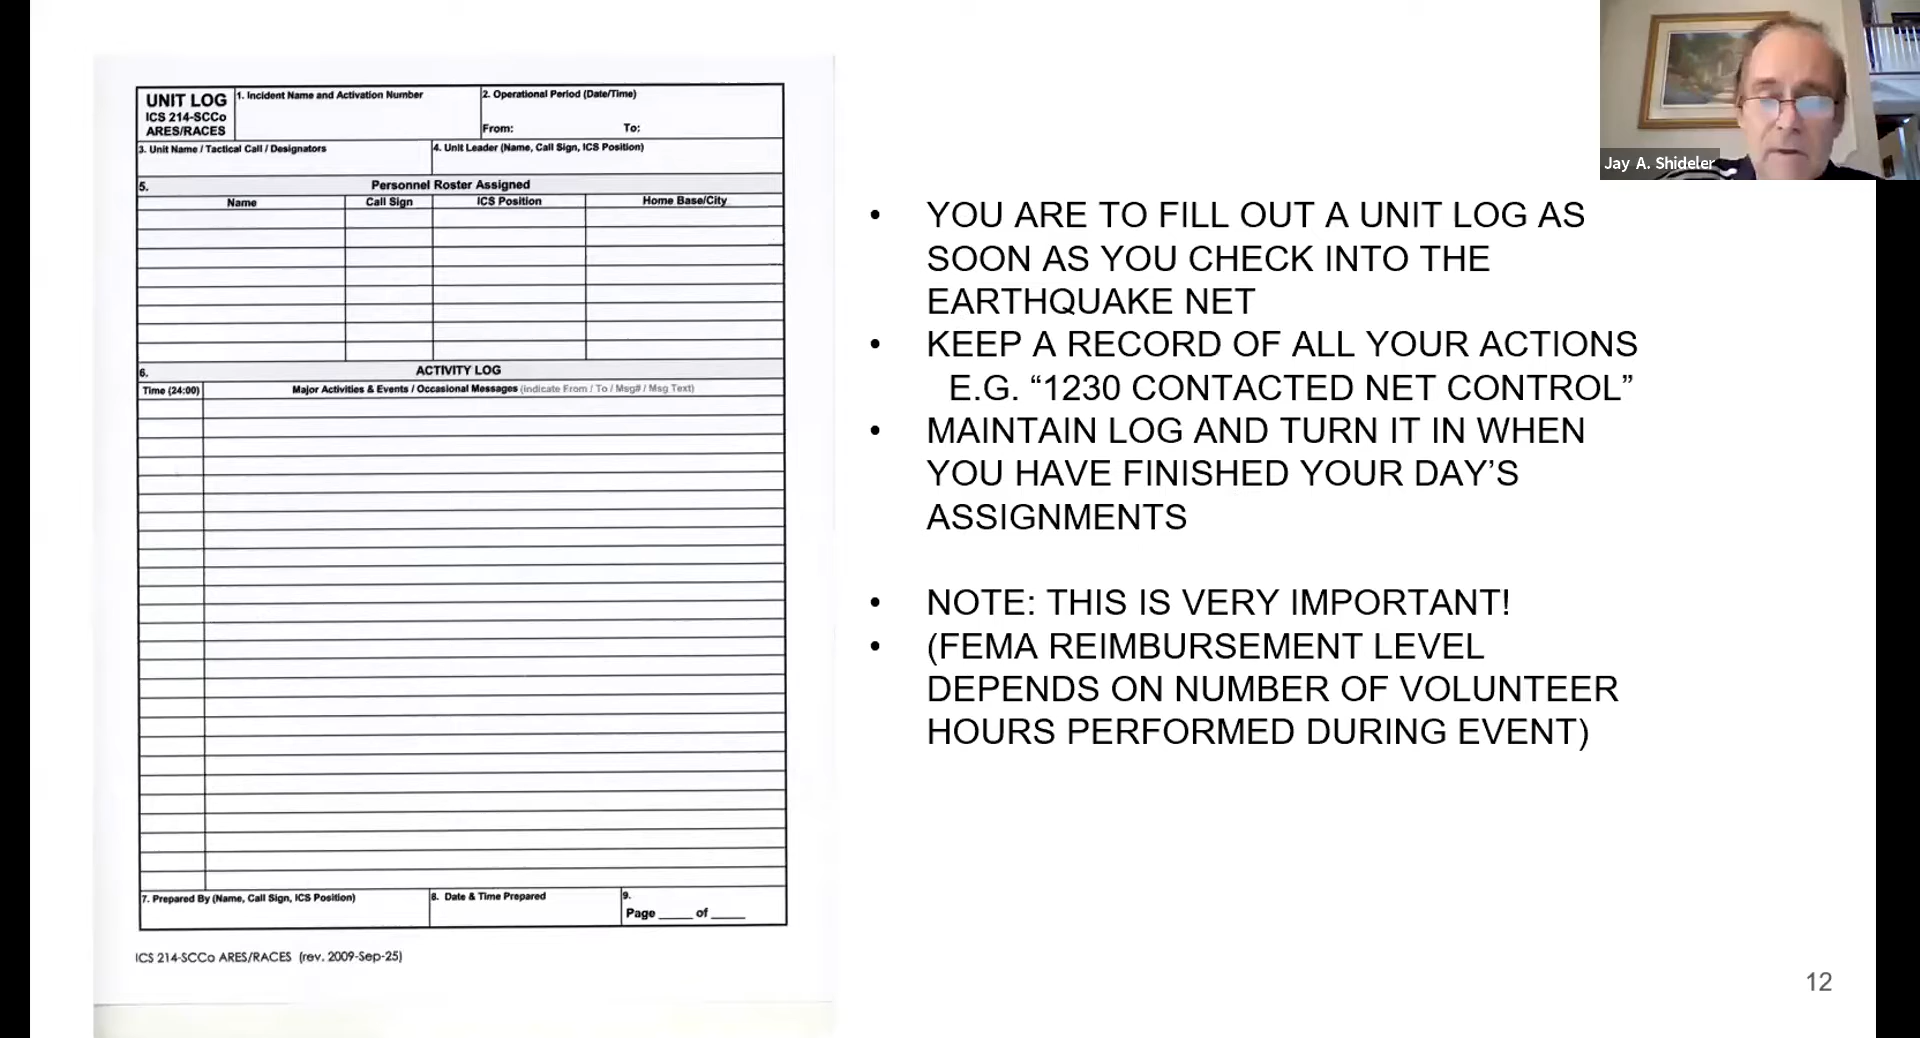 UNIT LOG
ICS 214-SCCo
ARES/RACES
1. Incident Name and Activation Number
2. Operational Period (Date/Time)
From: To:
3. Unit Name / Tactical Call / Designators
4. Unit Leader (Name, Call Sign, ICS Position)
5. Personnel Roster Assigned
Name Call Sign ICS Position Home Base/City
6. ACTIVITY LOG
Time (24:00) Major Activities & Events / Occasional Messages (indicate From / To / Msg# / Msg Text)
7. Prepared By (Name, Call Sign, ICS Position)
8. Date & Time Prepared
9.
Page _____ of _____
ICS 214-SCCo ARES/RACES (rev. 2009-Sep-25)
Jay A. Shideler
• YOU ARE TO FILL OUT A UNIT LOG AS
SOON AS YOU CHECK INTO THE
EARTHQUAKE NET
• KEEP A RECORD OF ALL YOUR ACTIONS
E.G. “1230 CONTACTED NET CONTROL”
• MAINTAIN LOG AND TURN IT IN WHEN
YOU HAVE FINISHED YOUR DAY’S
ASSIGNMENTS
• NOTE: THIS IS VERY IMPORTANT!
• (FEMA REIMBURSEMENT LEVEL
DEPENDS ON NUMBER OF VOLUNTEER
HOURS PERFORMED DURING EVENT)
12